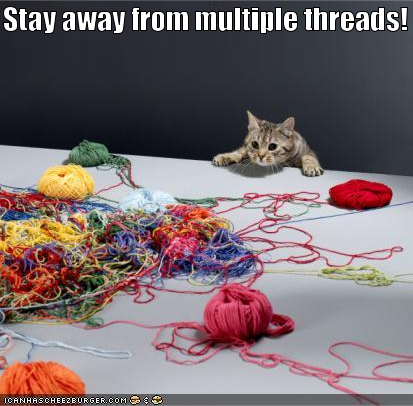 Stay away from multiple threads!
ICANHASCHEEZBURGER.COM